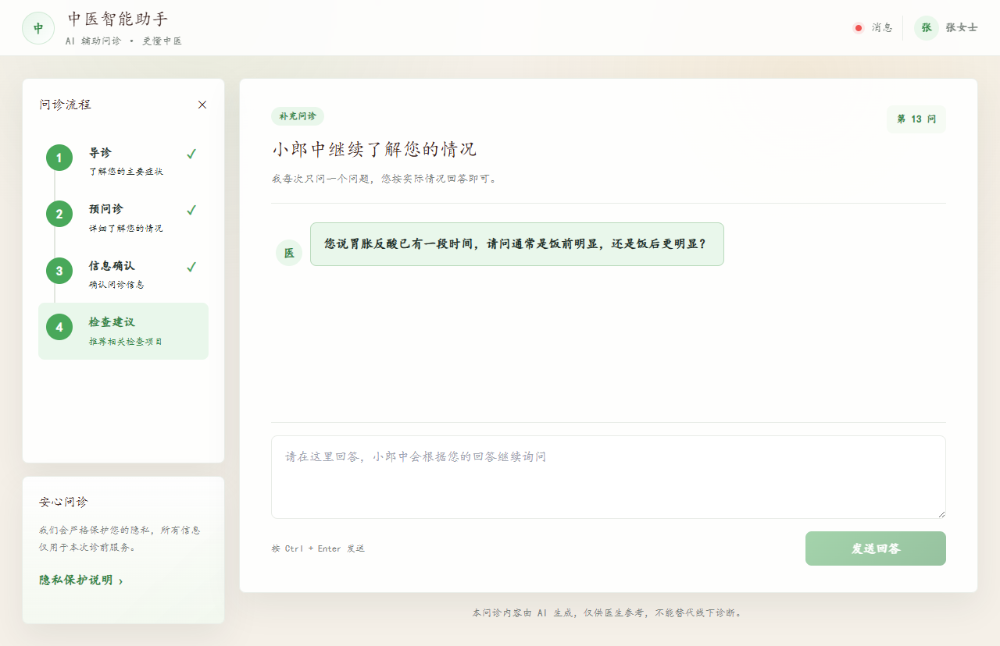 中
中医智能助手
AI 辅助问诊 • 更懂中医
消息
张
张女士
问诊流程
1
导诊
了解您的主要症状
2
预问诊
详细了解您的情况
3
信息确认
确认问诊信息
4
检查建议
推荐相关检查项目
安心问诊
我们会严格保护您的隐私，所有信息
仅用于本次诊前服务。
隐私保护说明 ›
补充问诊
第 13 问
小郎中继续了解您的情况
我每次只问一个问题，您按实际情况回答即可。
医
您说胃胀反酸已有一段时间，请问通常是饭前明显，还是饭后更明显？
请在这里回答，小郎中会根据您的回答继续询问
按 Ctrl + Enter 发送
发送回答
本问诊内容由 AI 生成，仅供医生参考，不能替代线下诊断。